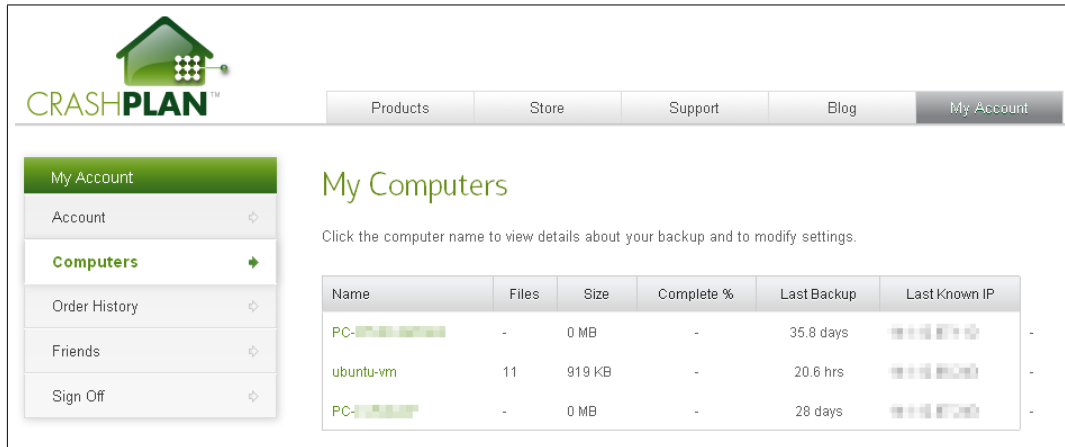 CRASHPLAN™
Products Store Support Blog My Account
My Account
Account
Computers
Order History
Friends
Sign Off
My Computers
Click the computer name to view details about your backup and to modify settings.
Name Files Size Complete % Last Backup Last Known IP
PC- - 0 MB - 35.8 days -
ubuntu-vm 11 919 KB - 20.6 hrs -
PC- - 0 MB - 28 days -